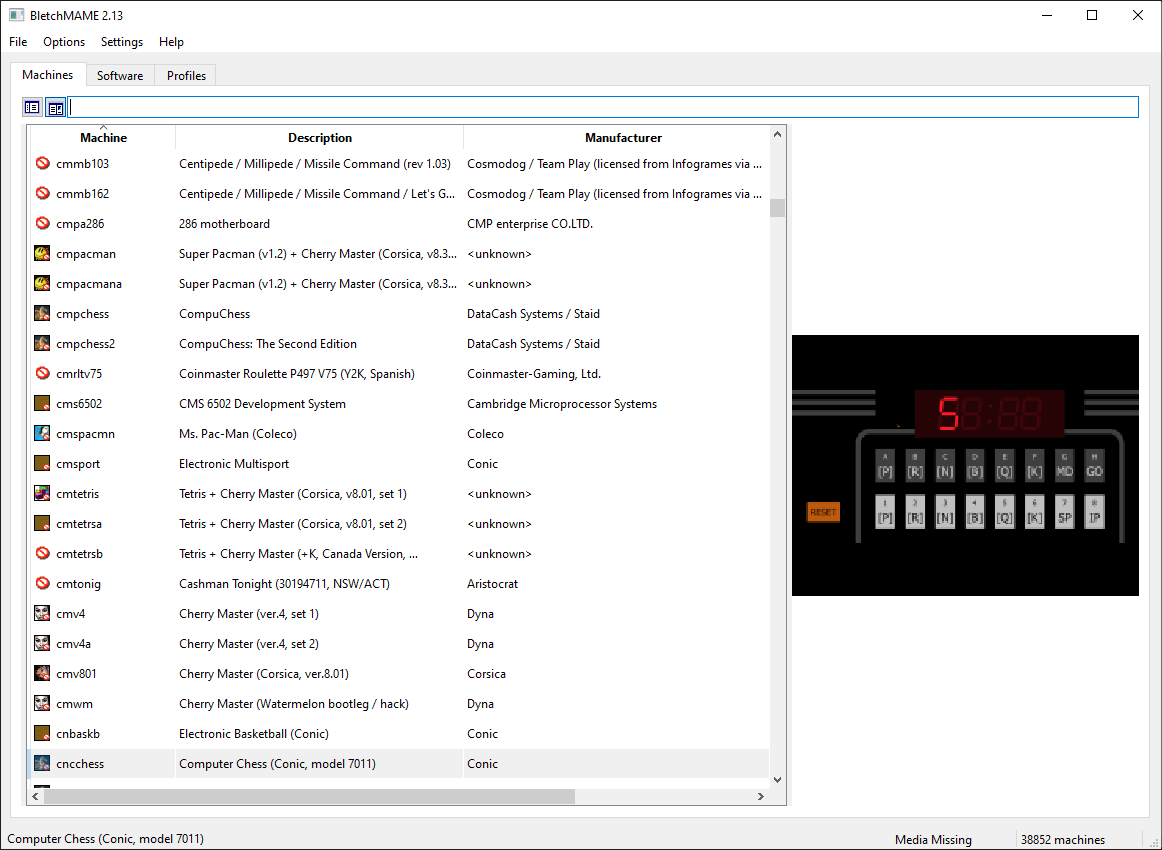 BletchMAME 2.13
File Options Settings Help
Machines Software Profiles
Machine Description Manufacturer
cmmb103 Centipede / Millipede / Missile Command (rev 1.03) Cosmodog / Team Play (licensed from Infogrames via ...
cmmb162 Centipede / Millipede / Missile Command / Let's G... Cosmodog / Team Play (licensed from Infogrames via ...
cmpa286 286 motherboard CMP enterprise CO.LTD.
cmpacman Super Pacman (v1.2) + Cherry Master (Corsica, v8.3... <unknown>
cmpacmana Super Pacman (v1.2) + Cherry Master (Corsica, v8.3... <unknown>
cmpchess CompuChess DataCash Systems / Staid
cmpchess2 CompuChess: The Second Edition DataCash Systems / Staid
cmrltv75 Coinmaster Roulette P497 V75 (Y2K, Spanish) Coinmaster-Gaming, Ltd.
cms6502 CMS 6502 Development System Cambridge Microprocessor Systems
cmspacmn Ms. Pac-Man (Coleco) Coleco
cmsport Electronic Multisport Conic
cmtetris Tetris + Cherry Master (Corsica, v8.01, set 1) <unknown>
cmtetrsa Tetris + Cherry Master (Corsica, v8.01, set 2) <unknown>
cmtetrsb Tetris + Cherry Master (+K, Canada Version, ... <unknown>
cmtonig Cashman Tonight (30194711, NSW/ACT) Aristocrat
cmv4 Cherry Master (ver.4, set 1) Dyna
cmv4a Cherry Master (ver.4, set 2) Dyna
cmv801 Cherry Master (Corsica, ver.8.01) Corsica
cmwm Cherry Master (Watermelon bootleg / hack) Dyna
cnbaskb Electronic Basketball (Conic) Conic
cncchess Computer Chess (Conic, model 7011) Conic
5
A B C D E F G H
[P] [R] [N] [B] [Q] [K] MD GO
RESET
1 2 3 4 5 6 7 8
[P] [R] [N] [B] [Q] [K] SP IP
Computer Chess (Conic, model 7011) Media Missing 38852 machines